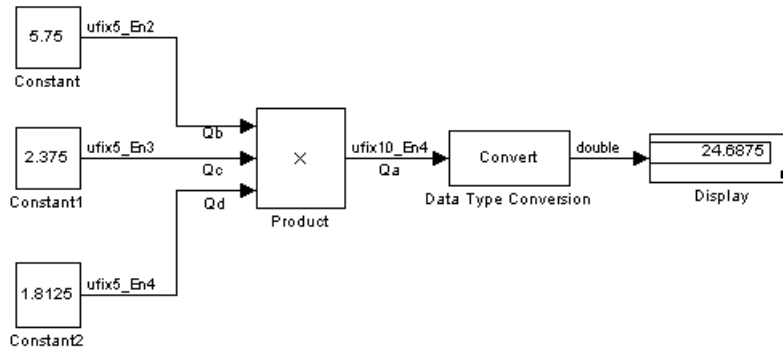 5.75
ufix5_En2
Constant
Qb
2.375
ufix5_En3
Constant1
Qc
1.8125
ufix5_En4
Constant2
Qd
×
Product
ufix10_En4
Qa
Convert
Data Type Conversion
double
24.6875
Display